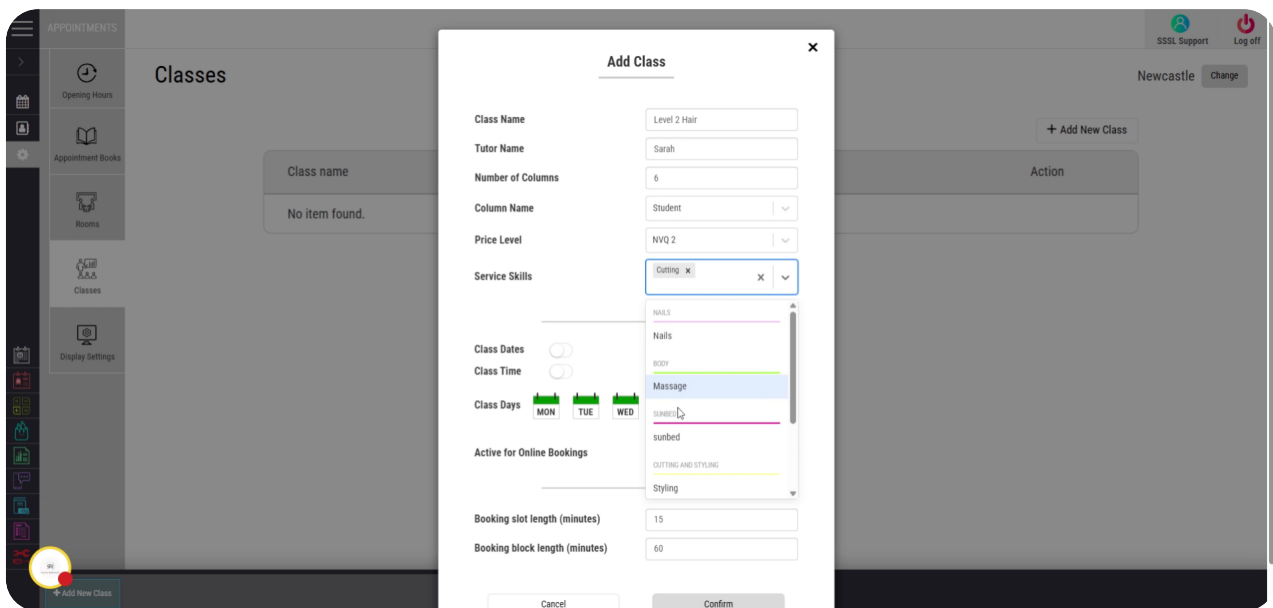 APPOINTMENTS
SSSL Support
Log off
Opening Hours
Classes
Newcastle
Change
Appointment Books
+ Add New Class
Class name
Action
No item found.
Rooms
Classes
Display Settings
+ Add New Class
Add Class
Class Name
Level 2 Hair
Tutor Name
Sarah
Number of Columns
6
Column Name
Student
Price Level
NVQ 2
Service Skills
Cutting
NAILS
Nails
BODY
Massage
SUNBED
sunbed
CUTTING AND STYLING
Styling
Class Dates
Class Time
Class Days
MON
TUE
WED
Active for Online Bookings
Booking slot length (minutes)
15
Booking block length (minutes)
60
Cancel
Confirm